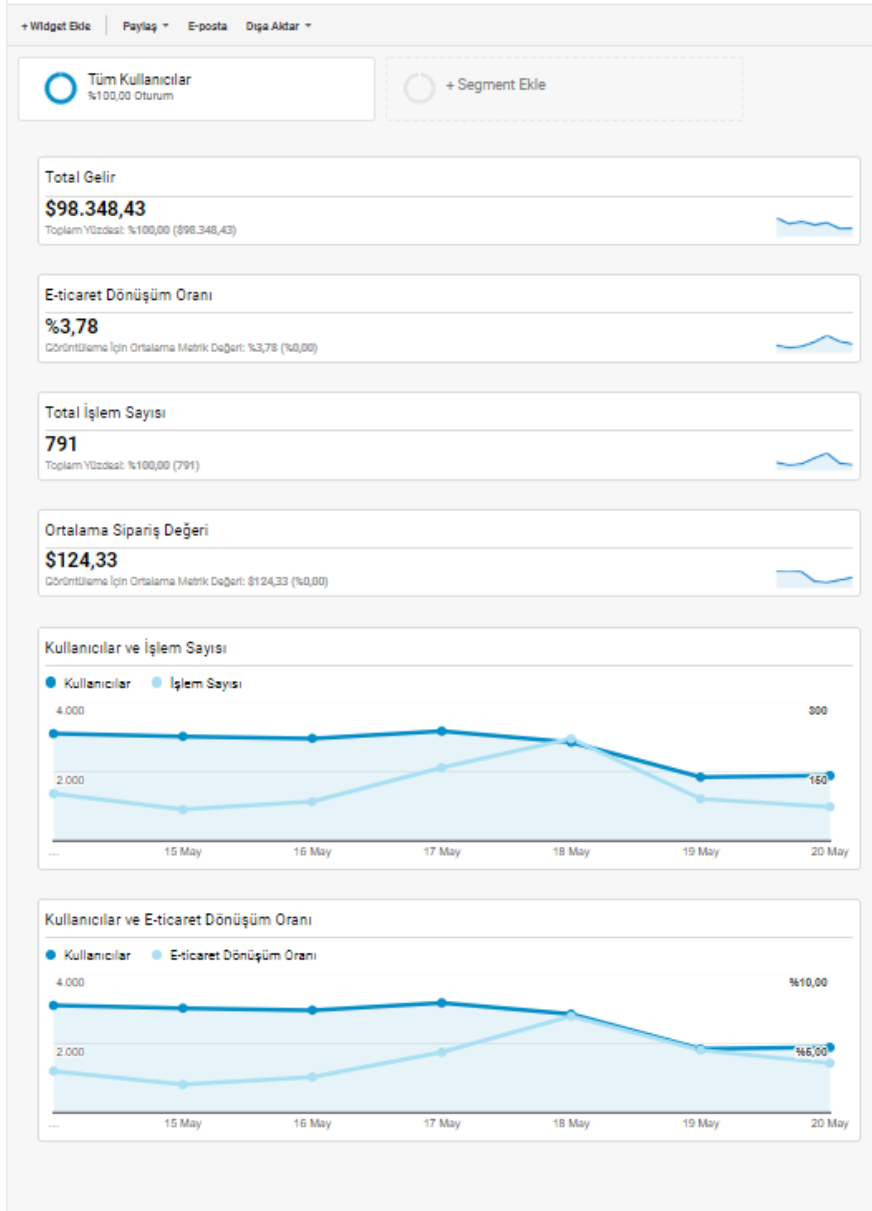 + Widget Ekle Paylaş E-posta Dışa Aktar
Tüm Kullanıcılar
%100,00 Oturum
+ Segment Ekle
Total Gelir
$98.348,43
Toplam Yüzdesi: %100,00 ($98.348,43)
E-ticaret Dönüşüm Oranı
%3,78
Görüntüleme İçin Ortalama Metrik Değeri: %3,78 (%0,00)
Total İşlem Sayısı
791
Toplam Yüzdesi: %100,00 (791)
Ortalama Sipariş Değeri
$124,33
Görüntüleme İçin Ortalama Metrik Değeri: $124,33 (%0,00)
Kullanıcılar ve İşlem Sayısı
Kullanıcılar İşlem Sayısı
4.000 300
2.000 150
... 15 May 16 May 17 May 18 May 19 May 20 May
Kullanıcılar ve E-ticaret Dönüşüm Oranı
Kullanıcılar E-ticaret Dönüşüm Oranı
4.000 %10,00
2.000 %5,00
... 15 May 16 May 17 May 18 May 19 May 20 May